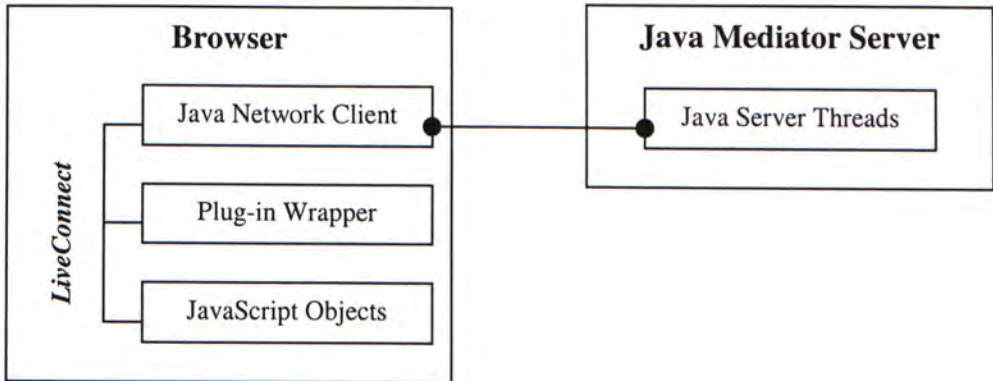 Browser
Java Mediator Server
Java Network Client
Java Server Threads
LiveConnect
Plug-in Wrapper
JavaScript Objects